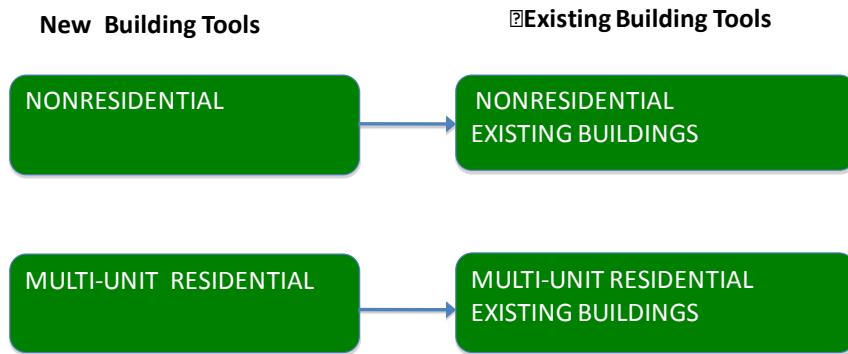 New Building Tools
⍰Existing Building Tools
NONRESIDENTIAL
NONRESIDENTIAL
EXISTING BUILDINGS
MULTI-UNIT RESIDENTIAL
MULTI-UNIT RESIDENTIAL
EXISTING BUILDINGS